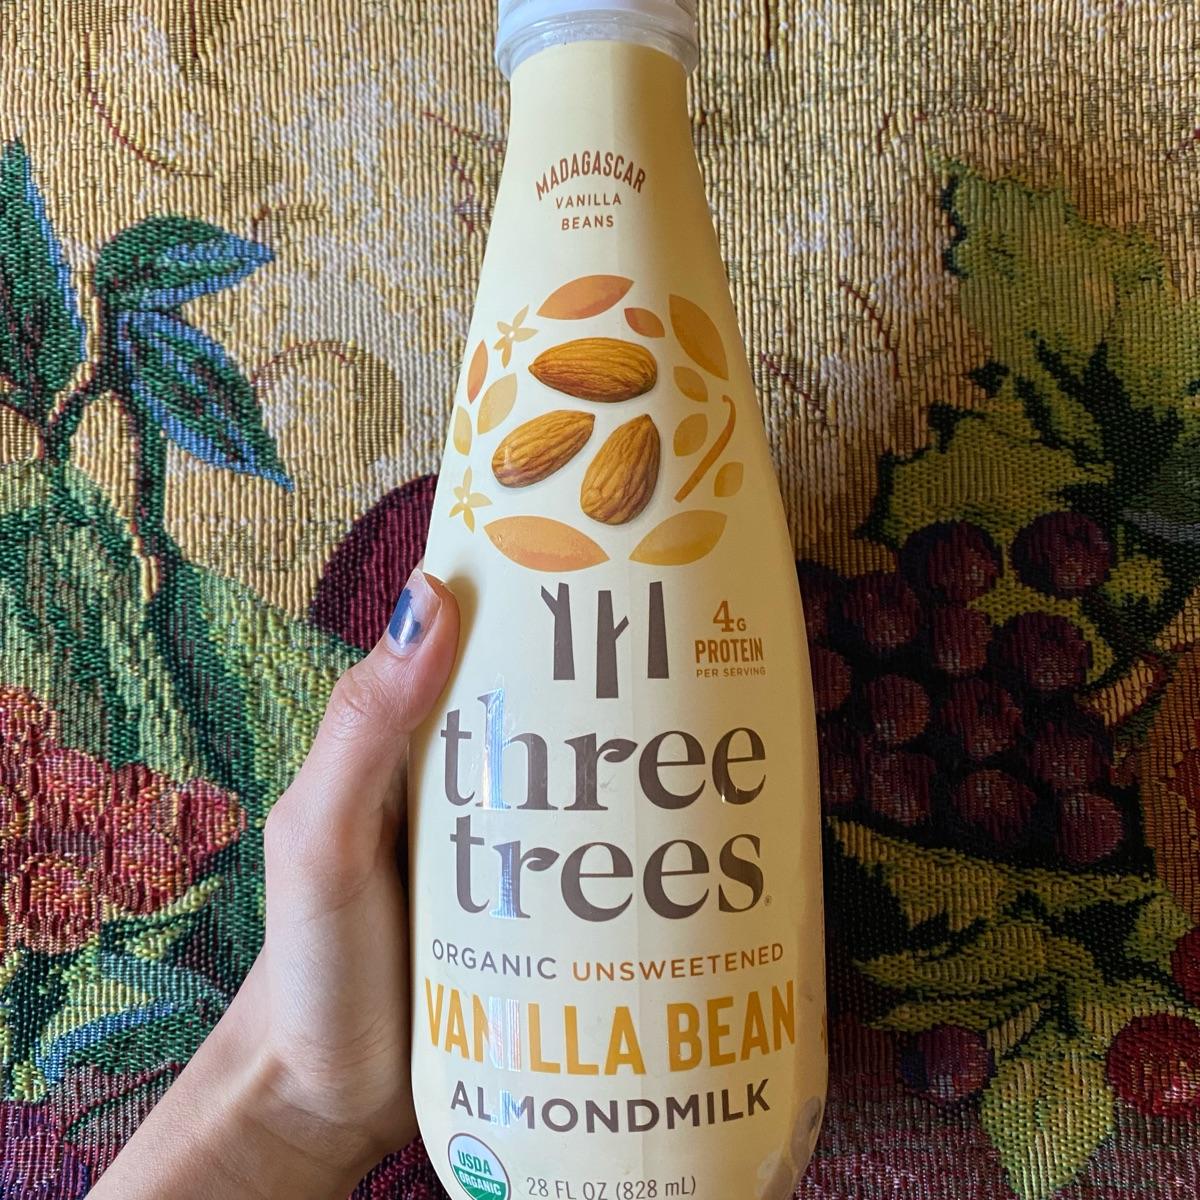 MADAGASCAR
VANILLA
BEANS
4G
PROTEIN
PER SERVING
three
trees®
ORGANIC UNSWEETENED
VANILLA BEAN
ALMONDMILK
USDA
ORGANIC
28 FL OZ (828 mL)